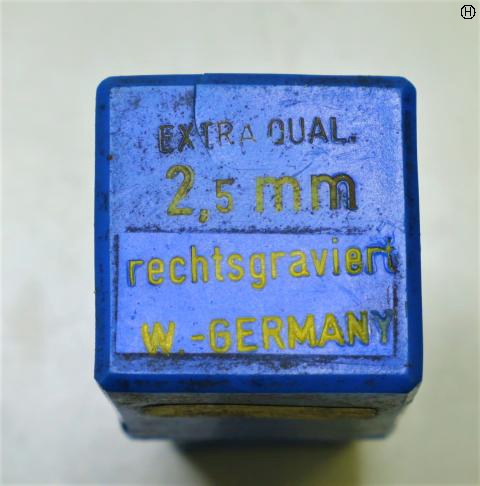 EXTRA QUAL.
2,5 mm
rechtsgraviert
W.-GERMANY
H